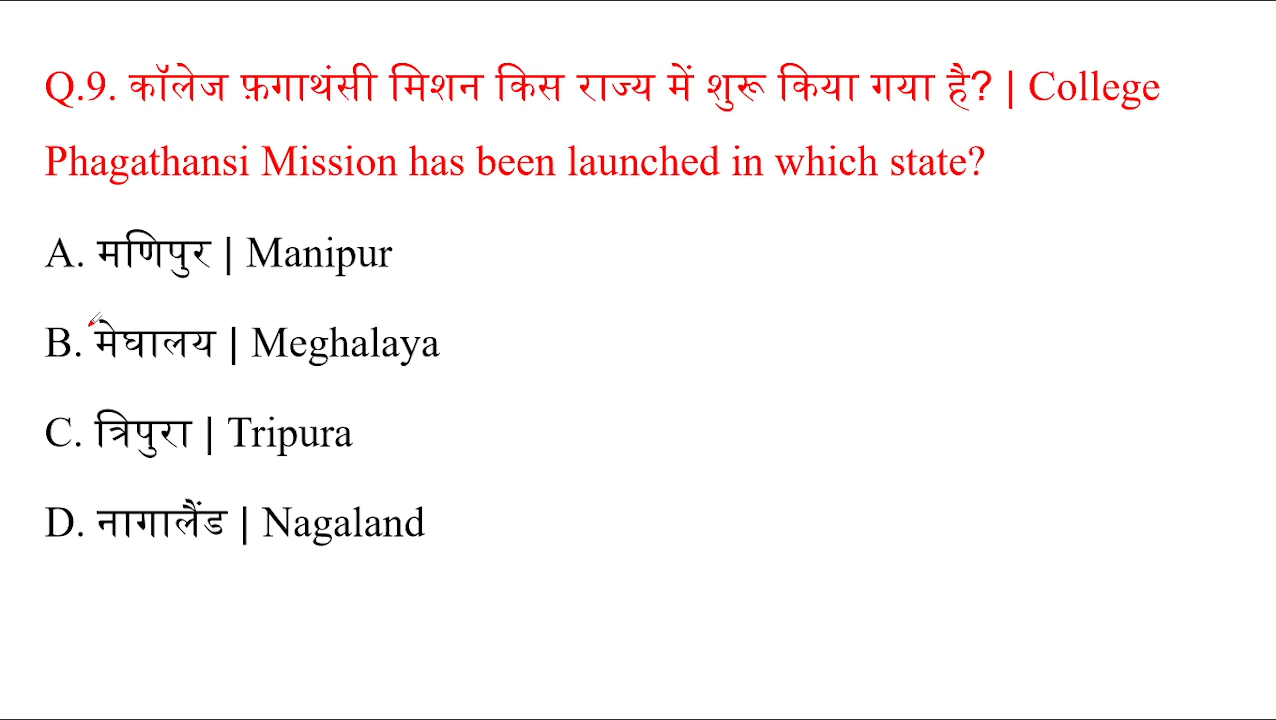 Q.9. कॉलेज फ़गाथंसी मिशन किस राज्य में शुरू किया गया है? | College
Phagathansi Mission has been launched in which state?
A. मणिपुर | Manipur
B. मेघालय | Meghalaya
C. त्रिपुरा | Tripura
D. नागालैंड | Nagaland